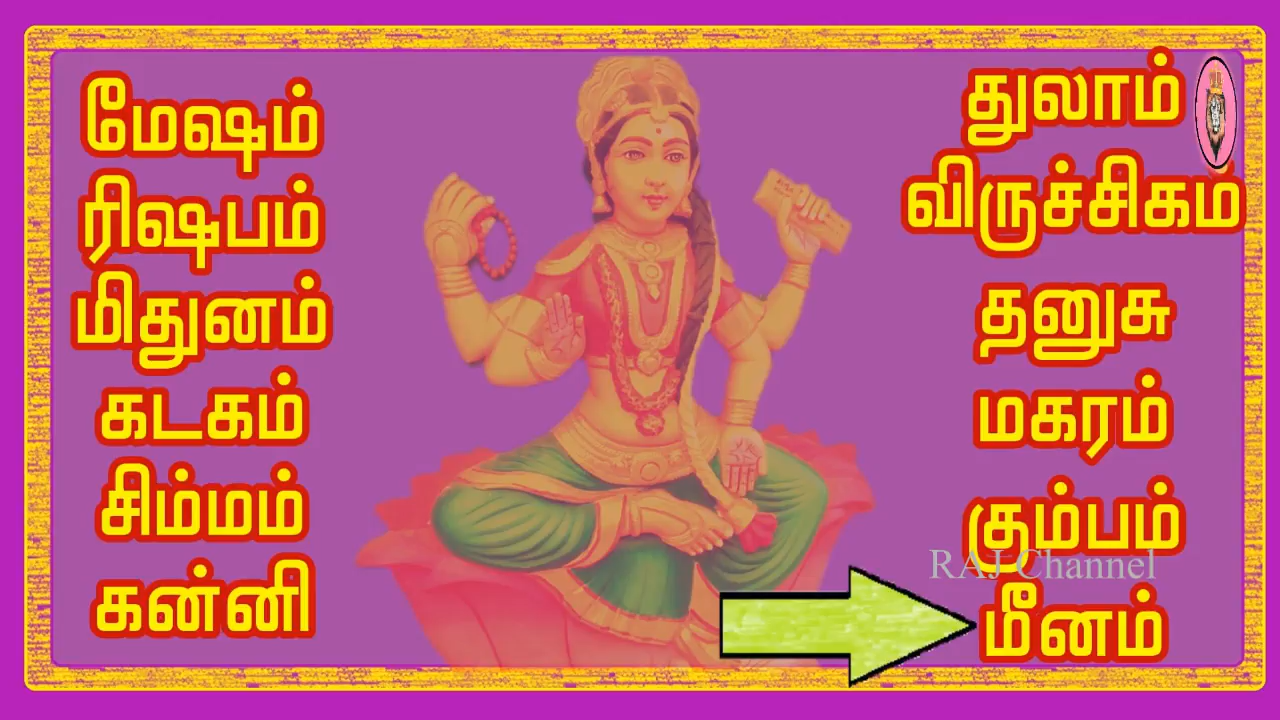 மேஷம்
ரிஷபம்
மிதுனம்
கடகம்
சிம்மம்
கன்னி
துலாம்
விருச்சிகம்
தனுசு
மகரம்
கும்பம்
RAJ Channel
மீனம்